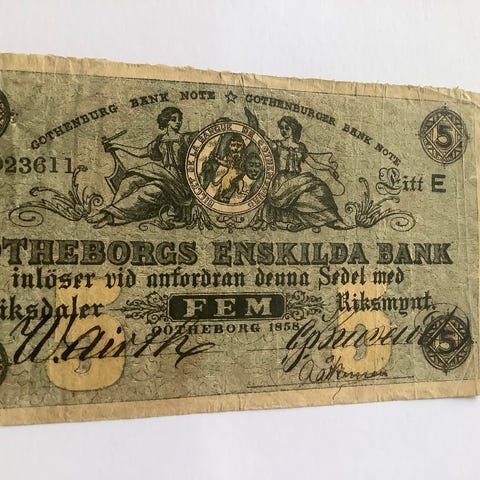 GOTHENBURG BANK NOTE ☆ GOTHENBURGER BANK NOTE
5
923611
Litt E
THEBORGS ENSKILDA BANK
inlöser vid anfordran denna Sedel med
iksdaler FEM Riksmynt.
GOTHEBORG 1858
5